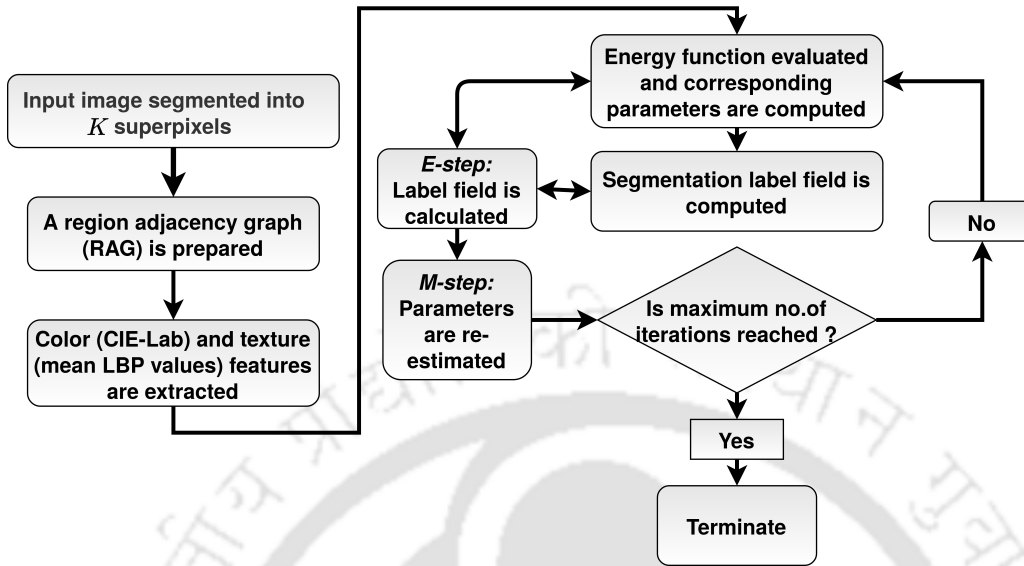 Input image segmented into
K superpixels
A region adjacency graph
(RAG) is prepared
Color (CIE-Lab) and texture
(mean LBP values) features
are extracted
Energy function evaluated
and corresponding
parameters are computed
E-step:
Label field is
calculated
Segmentation label field is
computed
M-step:
Parameters
are re-
estimated
Is maximum no.of
iterations reached ?
No
Yes
Terminate